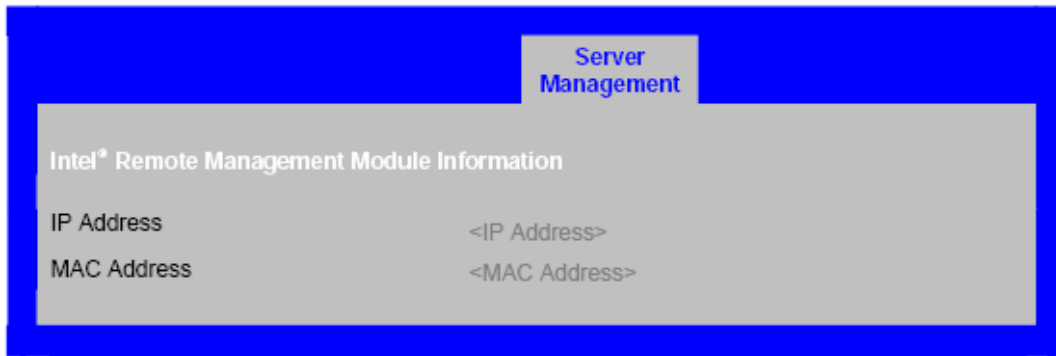 Server
Management
Intel® Remote Management Module Information
IP Address <IP Address>
MAC Address <MAC Address>